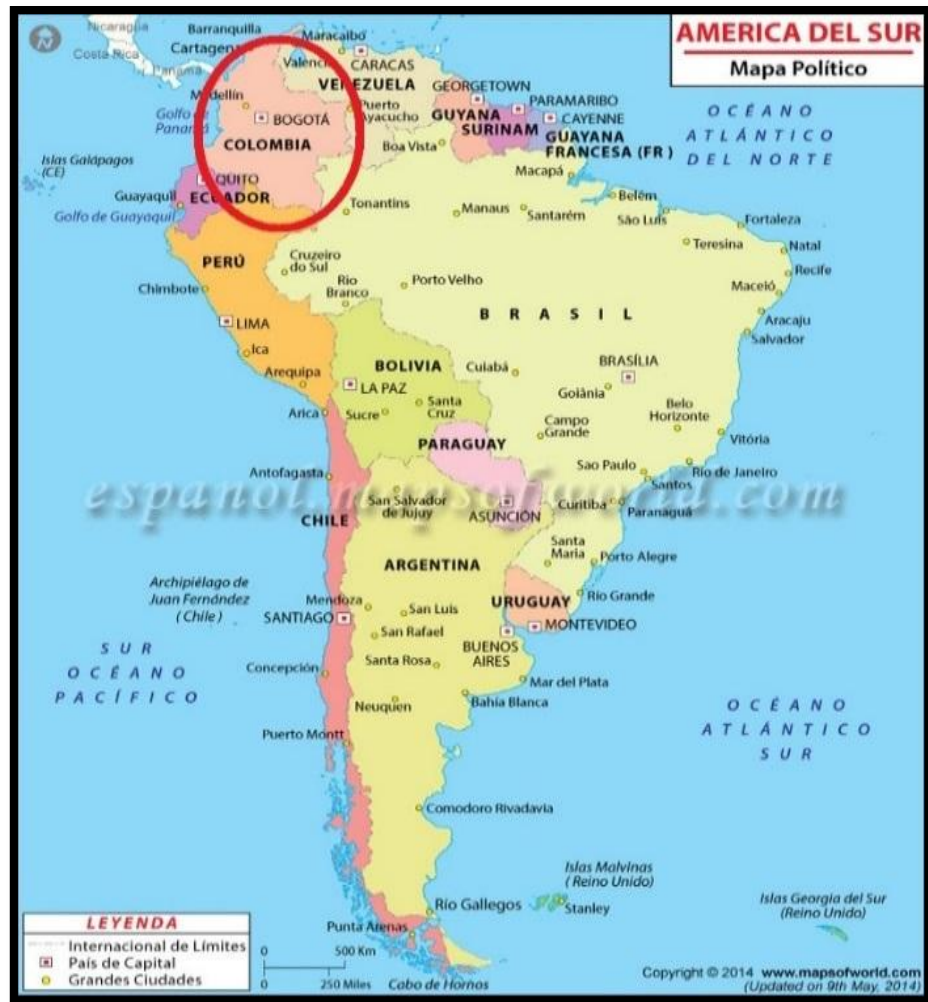 AMERICA DEL SUR
Mapa Político
N
Nicaragua
Costa Rica
Panamá
Barranquilla
Cartagena
Maracaibo
Valenci
CARACAS
VENEZUELA
GEORGETOWN
PARAMARIBO
CAYENNE
GUYANA
SURINAM
GUAYANA
FRANCESA (FR)
OCÉANO
ATLÁNTICO
DEL NORTE
Medellín
BOGOTÁ
Puerto
Ayacucho
Golfo de
Panamá
COLOMBIA
Boa Vista
Macapá
Islas Galápagos
(CE)
QUITO
ECUADOR
Guayaquil
Golfo de Guayaquil
Tonantins
Manaus
Santarém
Belém
São Luis
Fortaleza
Teresina
Natal
Recife
Maceió
Aracaju
Salvador
PERÚ
Cruzeiro
do Sul
Rio
Branco
Porto Velho
Chimbote
LIMA
Ica
Arequipa
BRASIL
BOLIVIA
LA PAZ
Cuiabá
BRASÍLIA
Goiânia
Arica
Sucre
Santa
Cruz
Campo
Grande
Belo
Horizonte
Vitória
PARAGUAY
Sao Paulo
Santos
Rio de Janeiro
Antofagasta
espanol.mapsofworld.com
San Salvador
de Jujuy
ASUNCIÓN
Curitiba
Paranaguá
CHILE
ARGENTINA
Santa
Maria
Porto Alegre
Archipiélago de
Juan Fernández
(Chile)
Mendoza
San Luis
URUGUAY
Rio Grande
SANTIAGO
San Rafael
BUENOS
AIRES
MONTEVIDEO
SUR
OCÉANO
PACÍFICO
Concepción
Santa Rosa
Mar del Plata
Neuquen
Bahía Blanca
OCÉANO
ATLÁNTICO
SUR
Puerto Montt
Comodoro Rivadavia
Islas Malvinas
(Reino Unido)
Stanley
Islas Georgia del Sur
(Reino Unido)
Río Gallegos
Punta Arenas
LEYENDA
Internacional de Límites
País de Capital
Grandes Ciudades
0 500 Km
0 250 Miles
Cabo de Hornos
Copyright © 2014 www.mapsofworld.com
(Updated on 9th May, 2014)